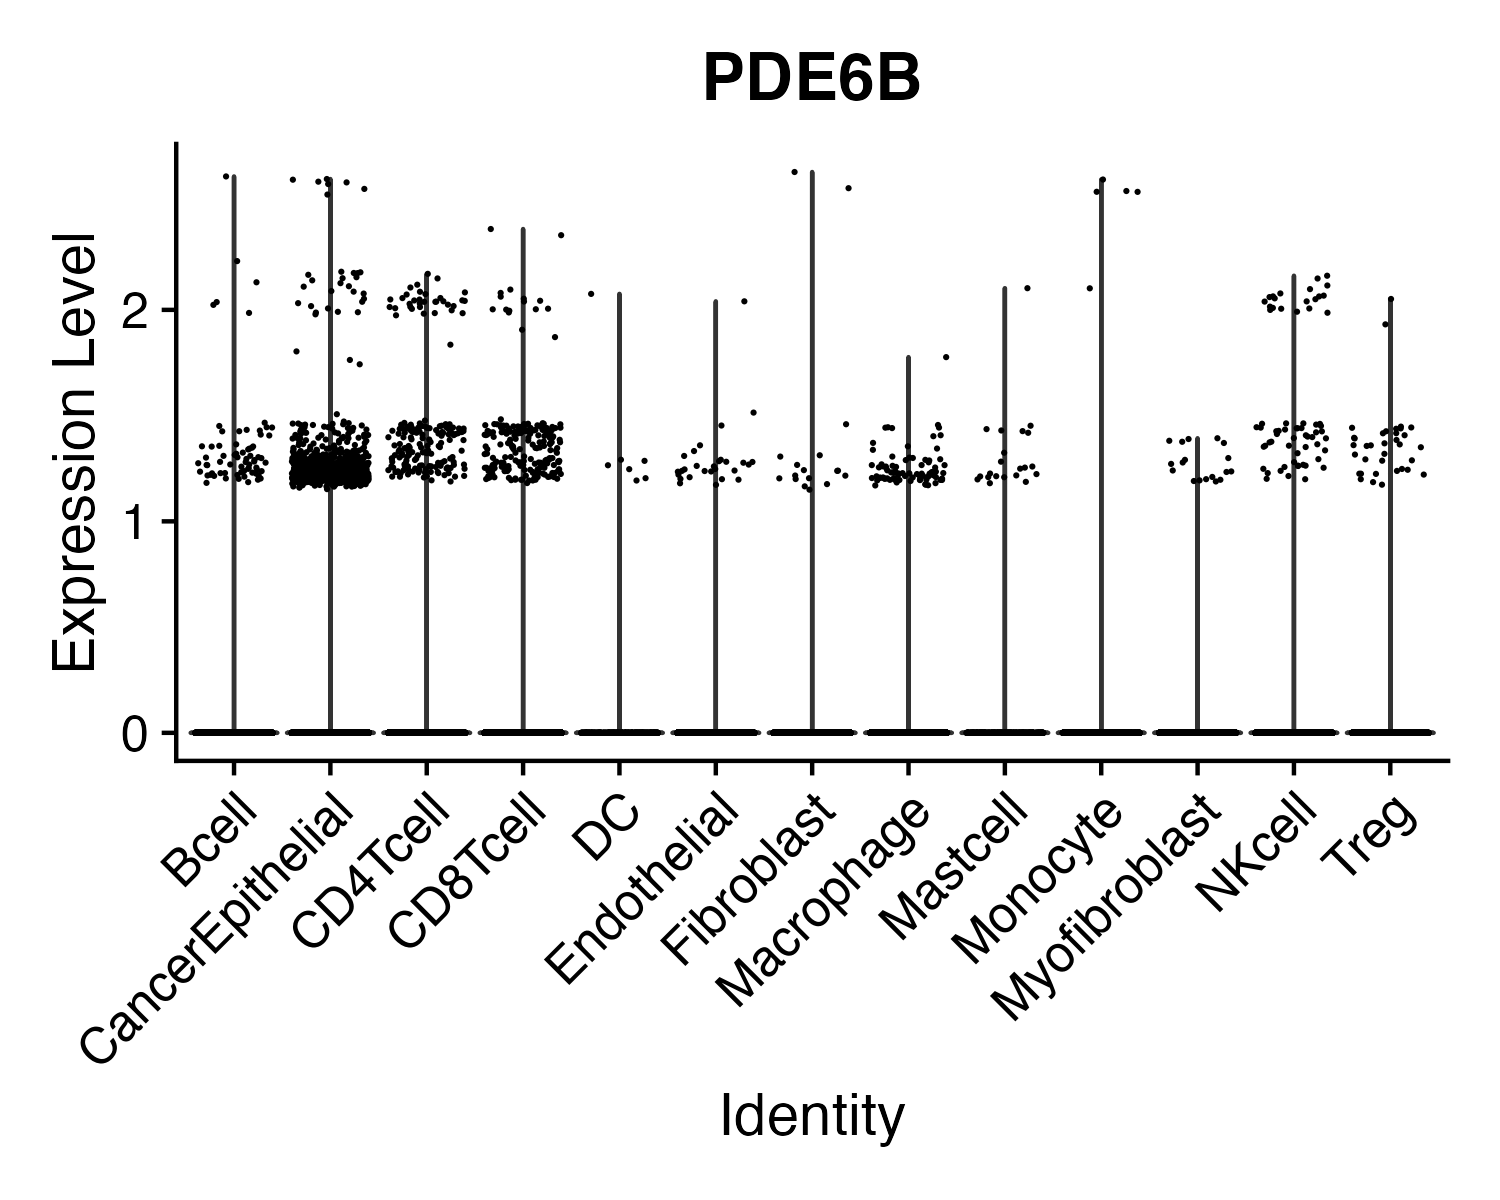 PDE6B
Expression Level
2
1
0
Bcell
CancerEpithelial
CD4Tcell
CD8Tcell
DC
Endothelial
Fibroblast
Macrophage
Mastcell
Monocyte
Myofibroblast
NKcell
Treg
Identity